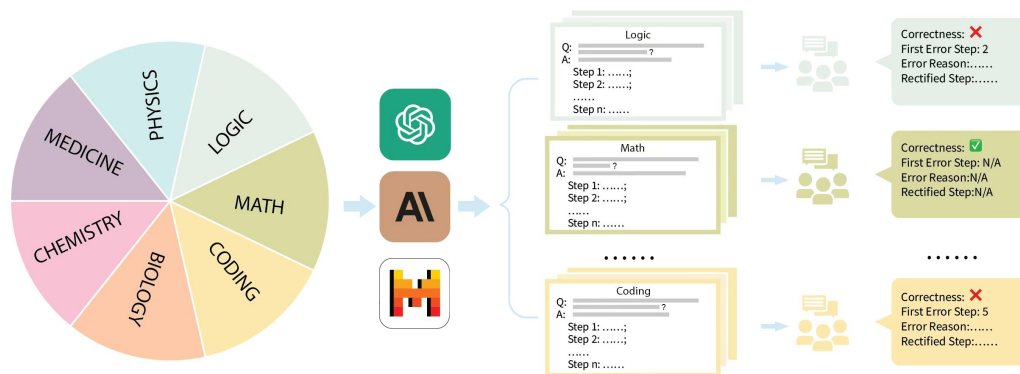 PHYSICS
LOGIC
MEDICINE
MATH
CHEMISTRY
CODING
BIOLOGY
A\
Logic
Q:
?
A:
Step 1: ......;
Step 2: ......;
......
Step n: ......
Correctness: ❌
First Error Step: 2
Error Reason:......
Rectified Step:......
Math
Q:
?
A:
Step 1: ......;
Step 2: ......;
......
Step n: ......
Correctness: ✅
First Error Step: N/A
Error Reason:N/A
Rectified Step:N/A
......
......
Coding
Q:
?
A:
Step 1: ......;
Step 2: ......;
......
Step n: ......
Correctness: ❌
First Error Step: 5
Error Reason:......
Rectified Step:......